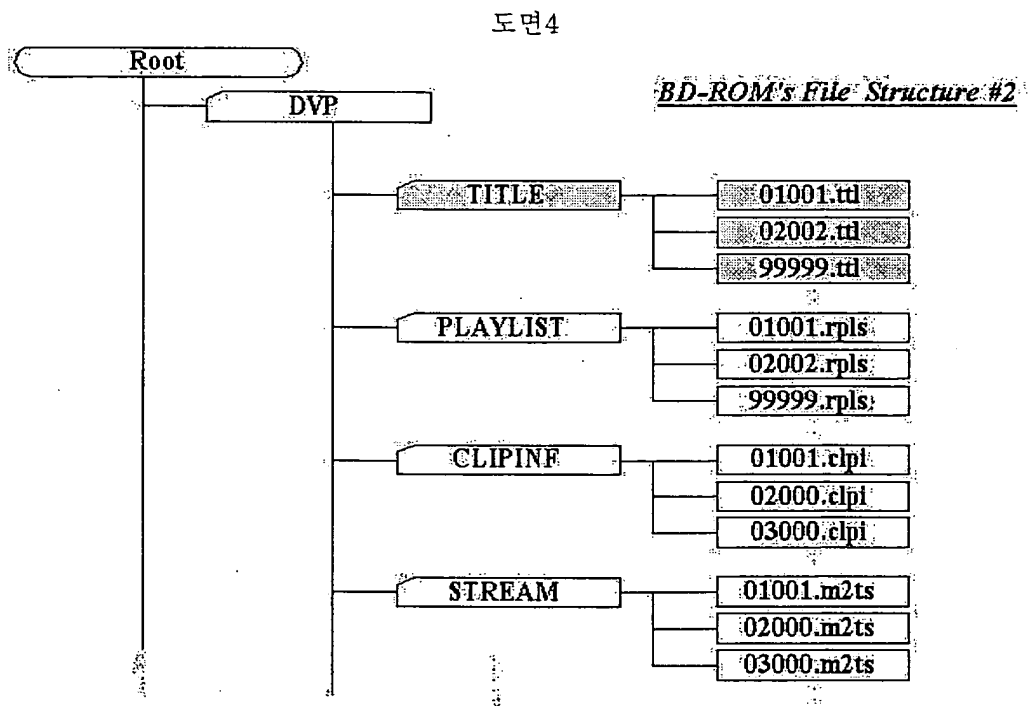 도면4
Root
DVP
BD-ROM's File Structure #2
TITLE
01001.ttl
02002.ttl
99999.ttl
PLAYLIST
01001.rpls
02002.rpls
99999.rpls
CLIPINF
01001.clpi
02000.clpi
03000.clpi
STREAM
01001.m2ts
02000.m2ts
03000.m2ts